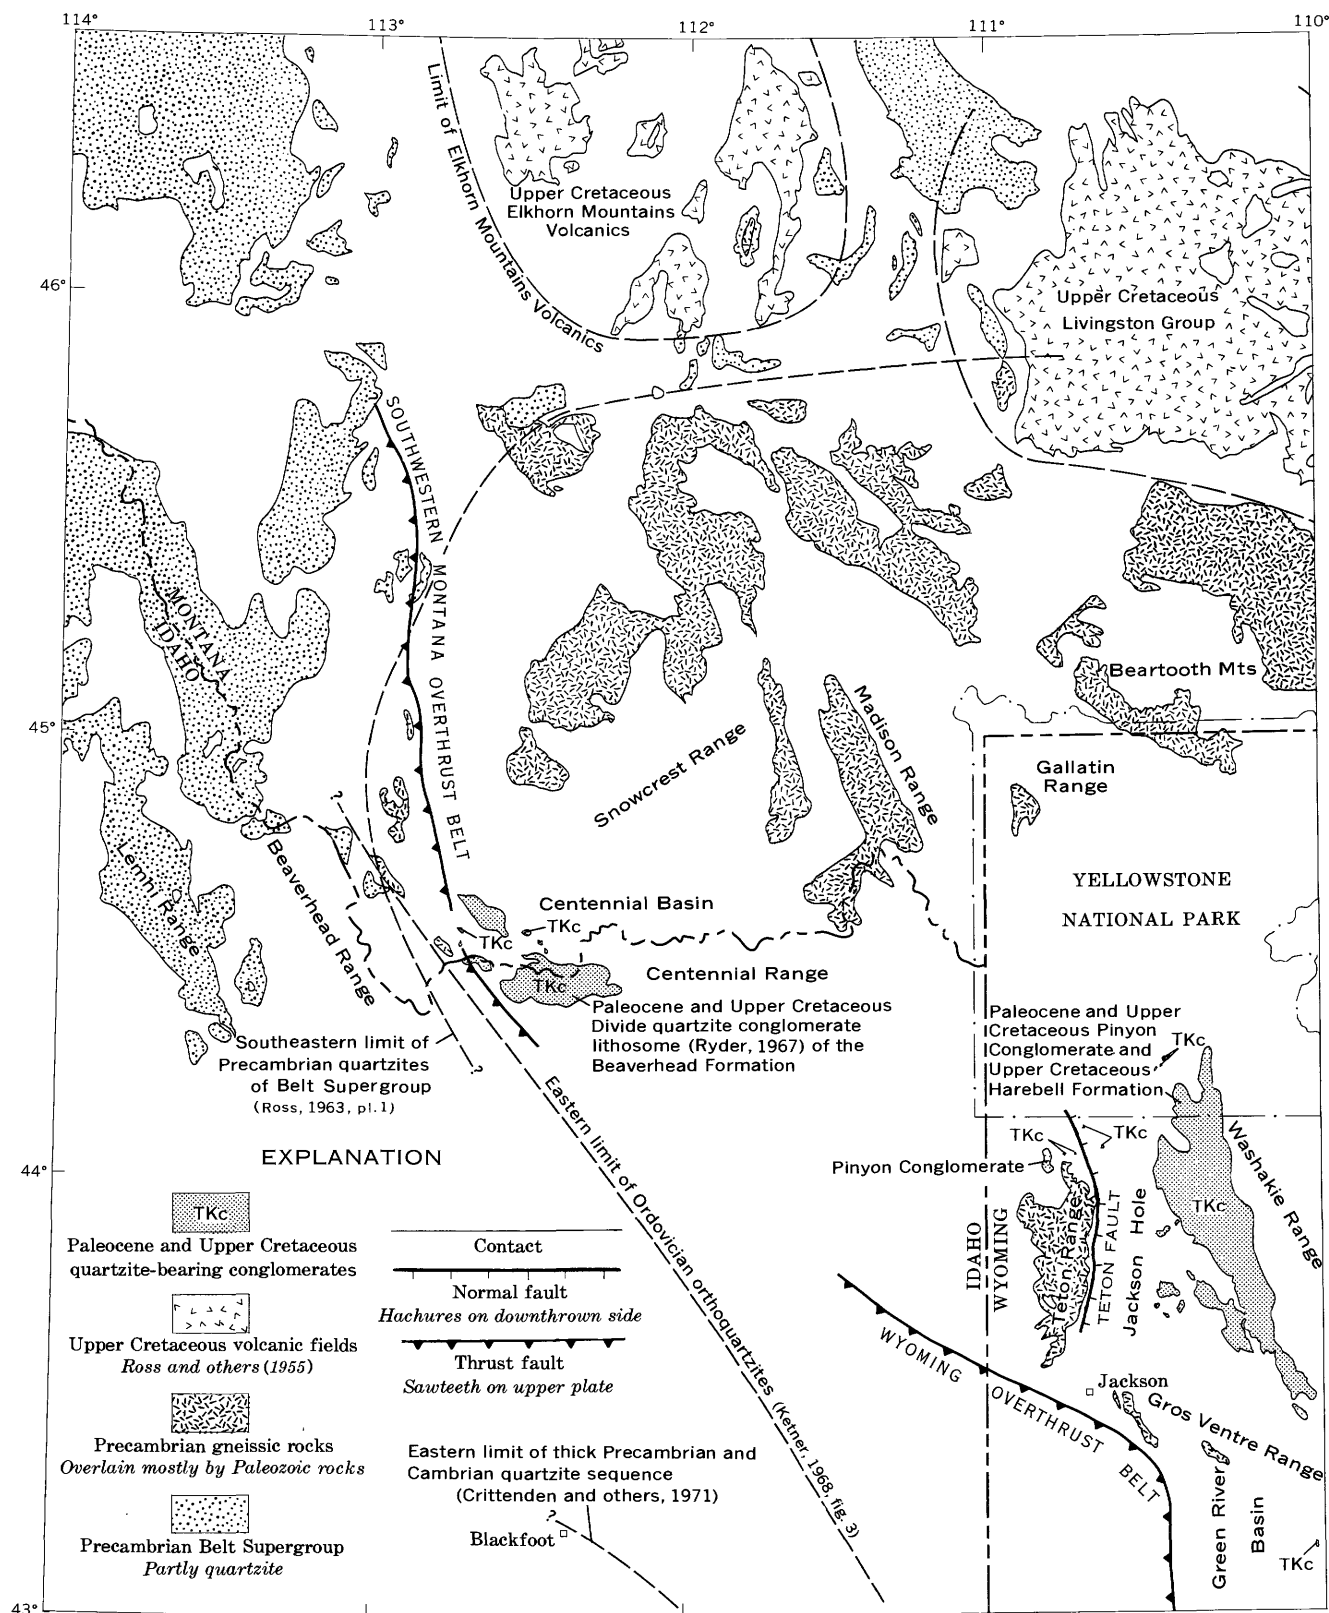 114°
113°
112°
111°
110°
Limit of Elkhorn Mountains Volcanics
Upper Cretaceous
Elkhorn Mountains
Volcanics
46°
Upper Cretaceous
Livingston Group
SOUTHWESTERN MONTANA OVERTHRUST BELT
MONTANA
IDAHO
Beartooth Mts
45°
Snowcrest Range
Madison Range
Gallatin
Range
?
Lemhi Range
Beaverhead Range
YELLOWSTONE
NATIONAL PARK
Centennial Basin
TKc
TKc
Centennial Range
TKc
Paleocene and Upper Cretaceous
Divide quartzite conglomerate
lithosome (Ryder, 1967) of the
Beaverhead Formation
Paleocene and Upper
Cretaceous Pinyon
Conglomerate and
Upper Cretaceous
Harebell Formation
TKc
Southeastern limit of
Precambrian quartzites
of Belt Supergroup
(Ross, 1963, pl. 1)
?
Eastern limit of Ordovician orthoquartzites (Ketner, 1968, fig. 3)
TKc
TKc
Pinyon Conglomerate
Washakie Range
TKc
44°
EXPLANATION
TKc
Paleocene and Upper Cretaceous
quartzite-bearing conglomerates
Upper Cretaceous volcanic fields
Ross and others (1955)
Precambrian gneissic rocks
Overlain mostly by Paleozoic rocks
Precambrian Belt Supergroup
Partly quartzite
Contact
Normal fault
Hachures on downthrown side
Thrust fault
Sawteeth on upper plate
IDAHO
WYOMING
Teton Range
TETON FAULT
Jackson Hole
WYOMING OVERTHRUST BELT
Jackson
Gros Ventre Range
Green River
Basin
TKc
Eastern limit of thick Precambrian and
Cambrian quartzite sequence
(Crittenden and others, 1971)
?
Blackfoot
43°